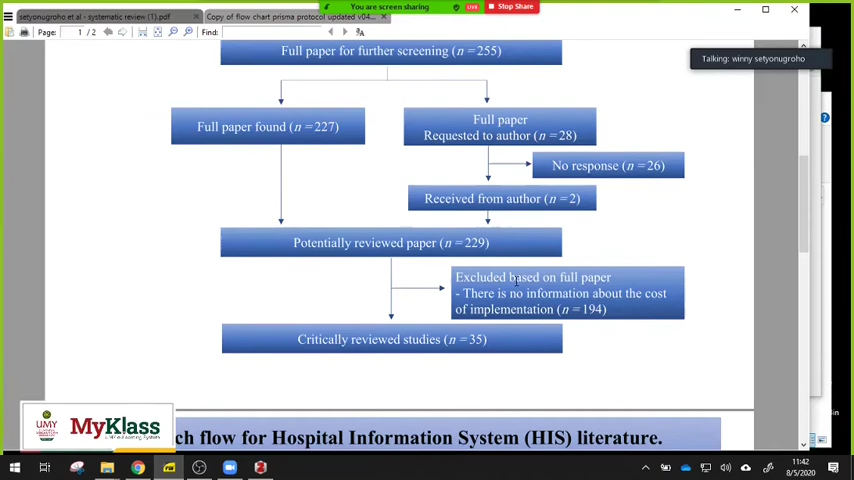 You are screen sharing
LIVE
Stop Share
setyonugroho et al - systematic review (1).pdf
Copy of flow chart prisma protocol updated v04...
Page: 1 / 2
Find:
Talking: winny setyonugroho
Full paper for further screening (n = 255)
Full paper found (n = 227)
Full paper
Requested to author (n = 28)
No response (n = 26)
Received from author (n = 2)
Potentially reviewed paper (n = 229)
Excluded based on full paper
- There is no information about the cost
of implementation (n = 194)
Critically reviewed studies (n = 35)
UMY
MyKlass
ch flow for Hospital Information System (HIS) literature.
11:42
8/5/2020